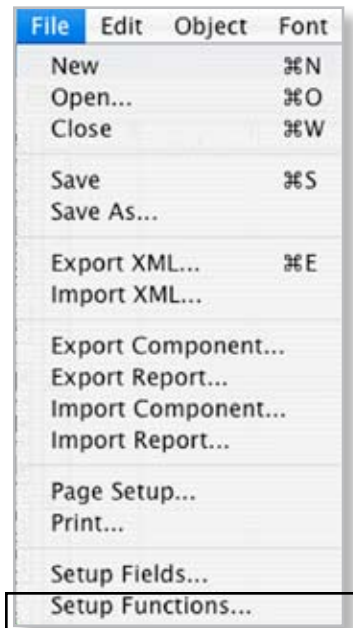 File Edit Object Font
New ⌘N
Open... ⌘O
Close ⌘W
Save ⌘S
Save As...
Export XML... ⌘E
Import XML...
Export Component...
Export Report...
Import Component...
Import Report...
Page Setup...
Print...
Setup Fields...
Setup Functions...